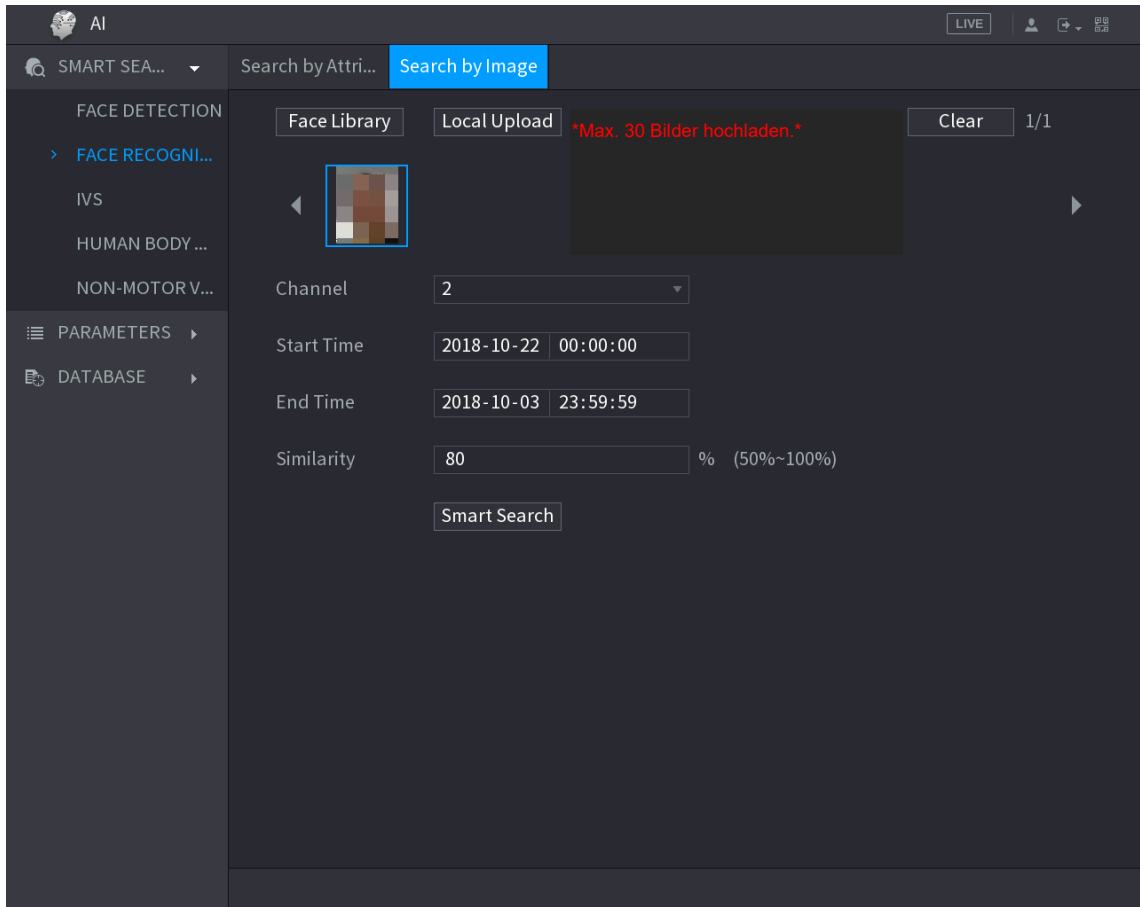 AI
LIVE
SMART SEA...
Search by Attri...
Search by Image
FACE DETECTION
FACE RECOGNI...
IVS
HUMAN BODY ...
NON-MOTOR V...
PARAMETERS
DATABASE
Face Library
Local Upload
*Max. 30 Bilder hochladen.*
Clear
1/1
Channel
2
Start Time
2018-10-22 00:00:00
End Time
2018-10-03 23:59:59
Similarity
80
% (50%~100%)
Smart Search